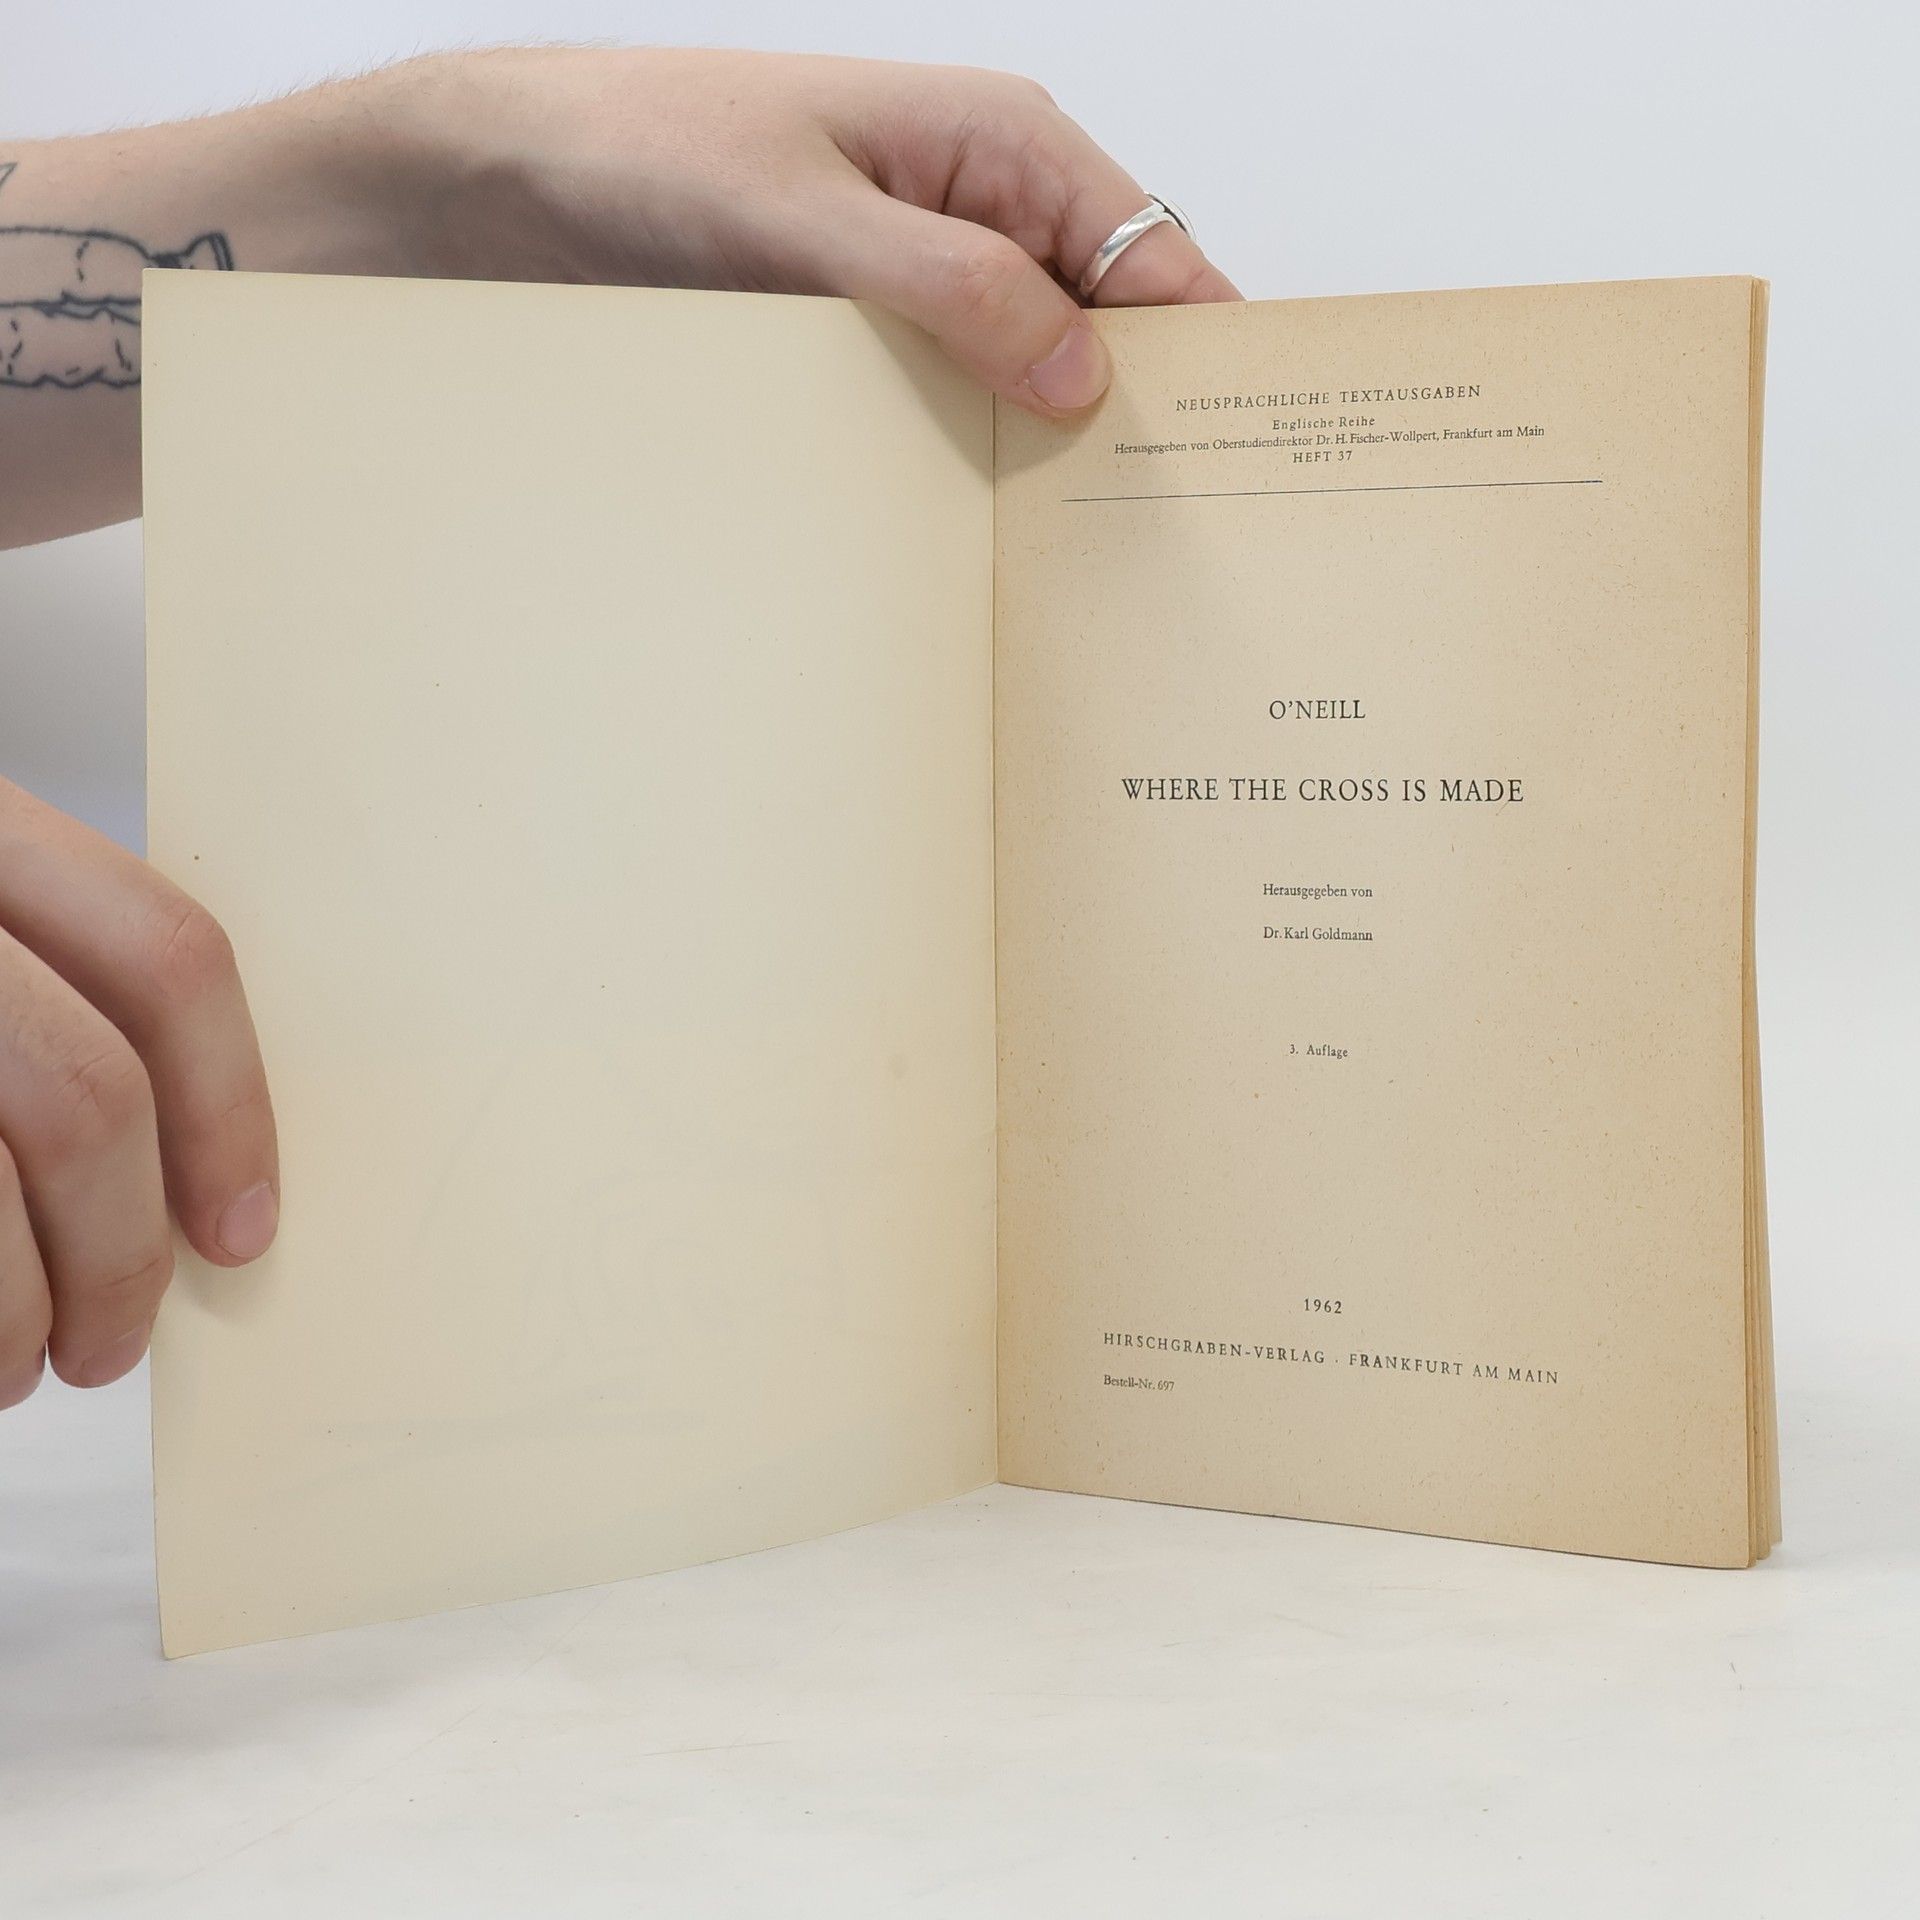 NEUSPRACHLICHE TEXTAUSGABEN
Englische Reihe
Herausgegeben von Oberstudiendirektor Dr. H. Fischer-Wollpert, Frankfurt am Main
HEFT 37
O'NEILL
WHERE THE CROSS IS MADE
Herausgegeben von
Dr. Karl Goldmann
3. Auflage
1962
HIRSCHGRABEN-VERLAG · FRANKFURT AM MAIN
Bestell-Nr. 697